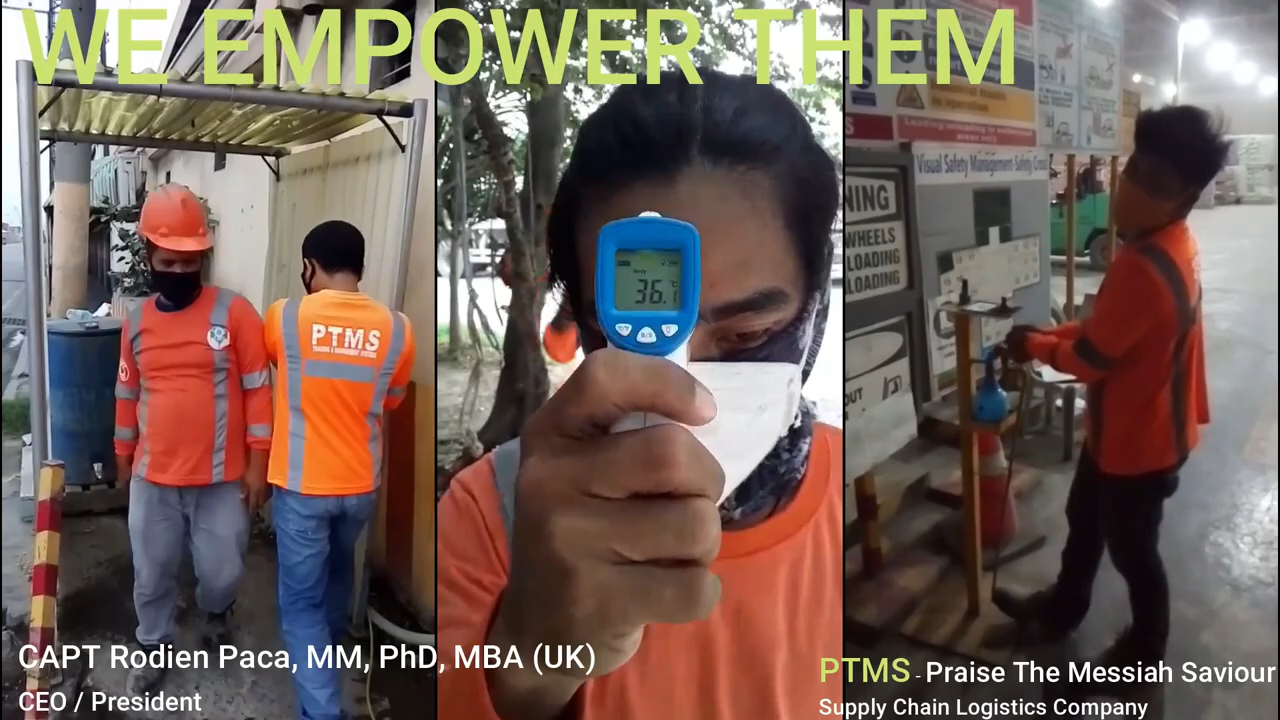 WE EMPOWER THEM
PTMS
36.1
Visual Safety Management Safety Cross
NING
WHEELS
LOADING
LOADING
OUT
CAPT Rodien Paca, MM, PhD, MBA (UK)
CEO / President
PTMS - Praise The Messiah Saviour
Supply Chain Logistics Company